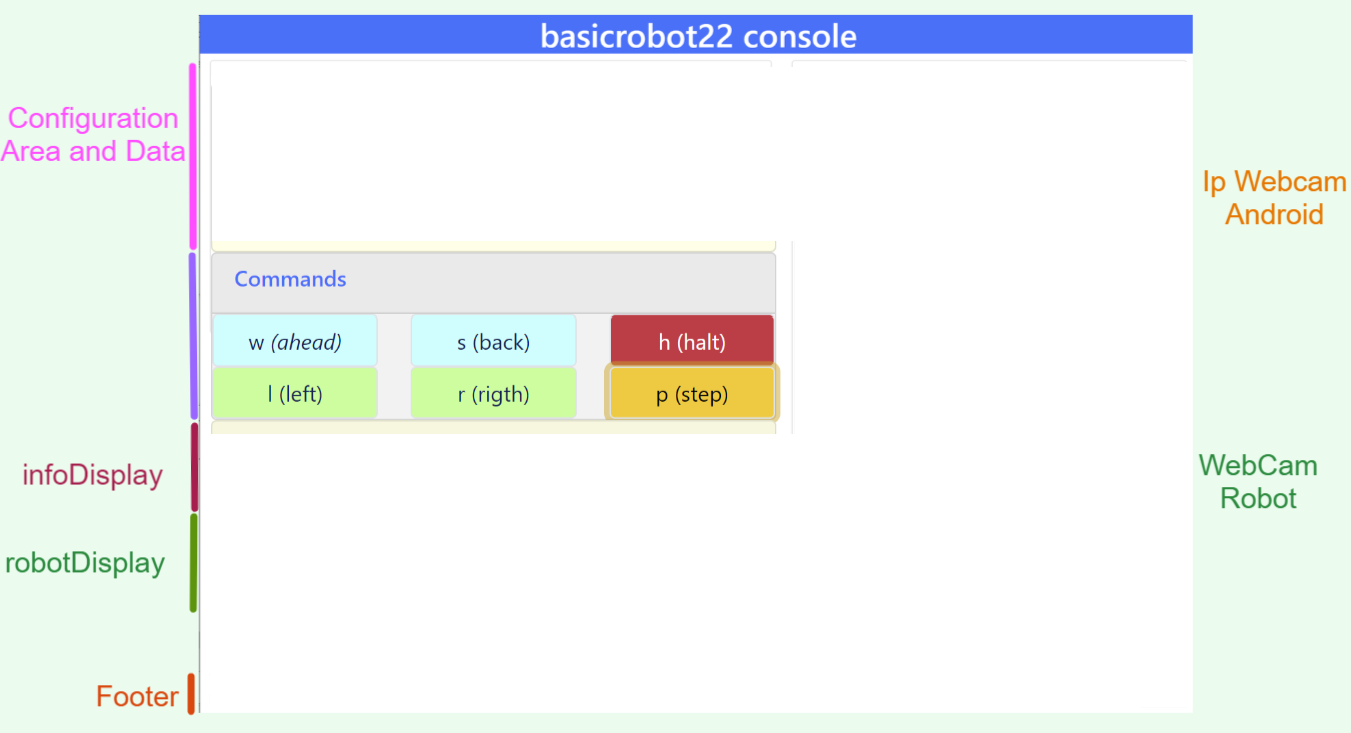 basicrobot22 console
Configuration
Area and Data
Ip Webcam
Android
Commands
w (ahead)
s (back)
h (halt)
l (left)
r (rigth)
p (step)
infoDisplay
WebCam
Robot
robotDisplay
Footer